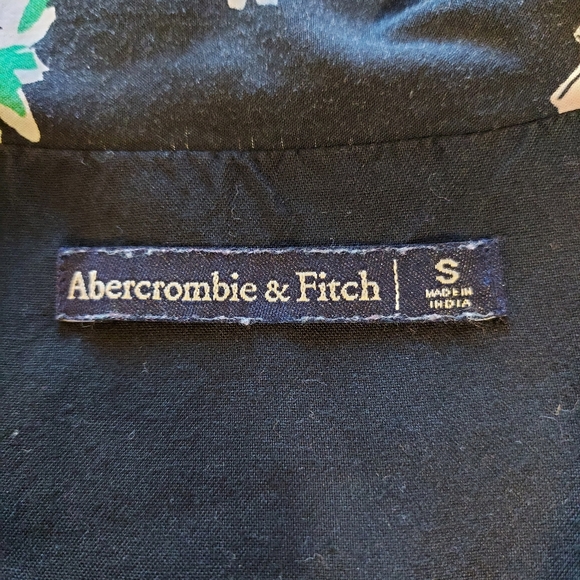 Abercrombie & Fitch | S
MADE IN
INDIA